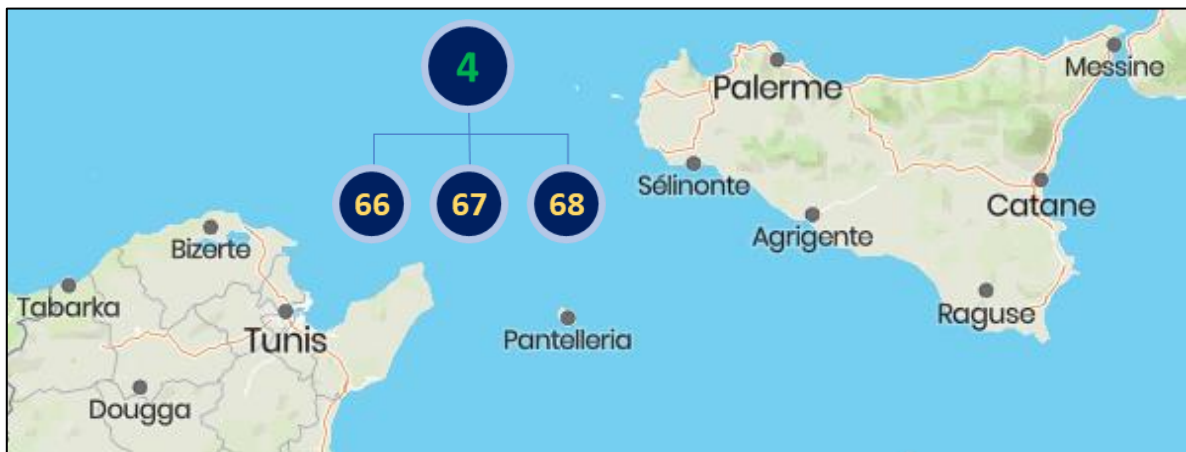 4
66
67
68
Messine
Palerme
Sélinonte
Catane
Agrigente
Bizerte
Tabarka
Tunis
Pantelleria
Raguse
Dougga